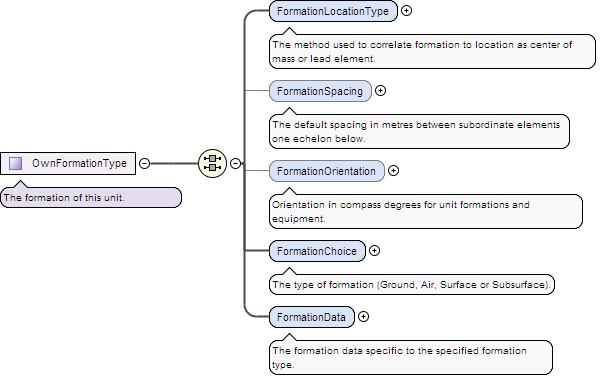 FormationLocationType
The method used to correlate formation to location as center of
mass or lead element.
FormationSpacing
The default spacing in metres between subordinate elements
one echelon below.
OwnFormationType
The formation of this unit.
FormationOrientation
Orientation in compass degrees for unit formations and
equipment.
FormationChoice
The type of formation (Ground, Air, Surface or Subsurface).
FormationData
The formation data specific to the specified formation
type.